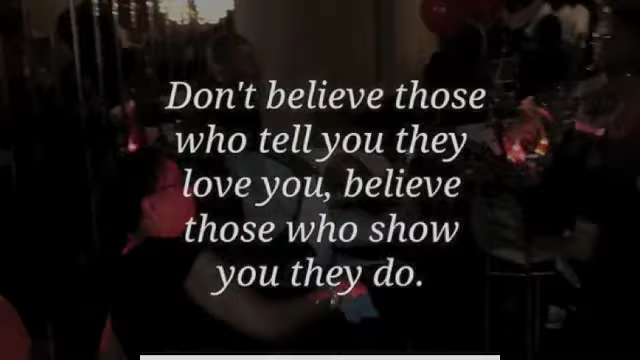 Don't believe those
who tell you they
love you, believe
those who show
you they do.